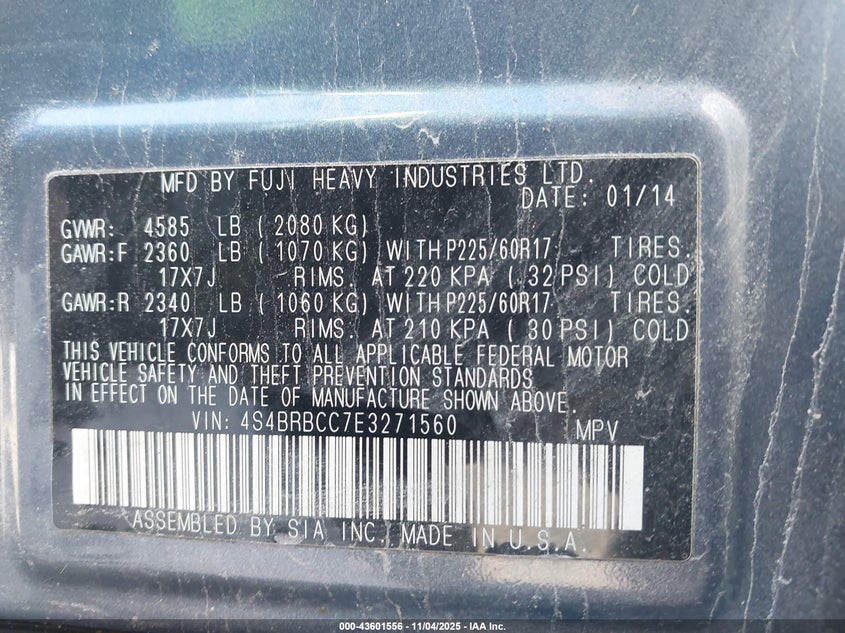 MFD BY FUJI HEAVY INDUSTRIES LTD.
DATE: 01/14
GVWR: 4585 LB ( 2080 KG)
GAWR:F 2360 LB ( 1070 KG) WITH P225/60R17 TIRES.
17X7J RIMS. AT 220 KPA ( 32 PSI) COLD
GAWR:R 2340 LB ( 1060 KG) WITH P225/60R17 TIRES.
17X7J RIMS. AT 210 KPA ( 30 PSI) COLD
THIS VEHICLE CONFORMS TO ALL APPLICABLE FEDERAL MOTOR
VEHICLE SAFETY AND THEFT PREVENTION STANDARDS
IN EFFECT ON THE DATE OF MANUFACTURE SHOWN ABOVE.
VIN: 4S4BRBCC7E3271560 MPV
ASSEMBLED BY SIA INC. MADE IN U.S.A.
000-43601556 - 11/04/2025 - IAA Inc.